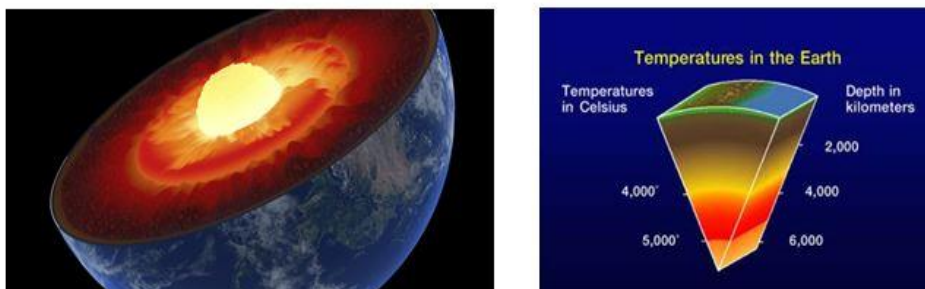 Temperatures in the Earth
Temperatures
in Celsius
Depth in
kilometers
2,000
4,000°
4,000
5,000°
6,000